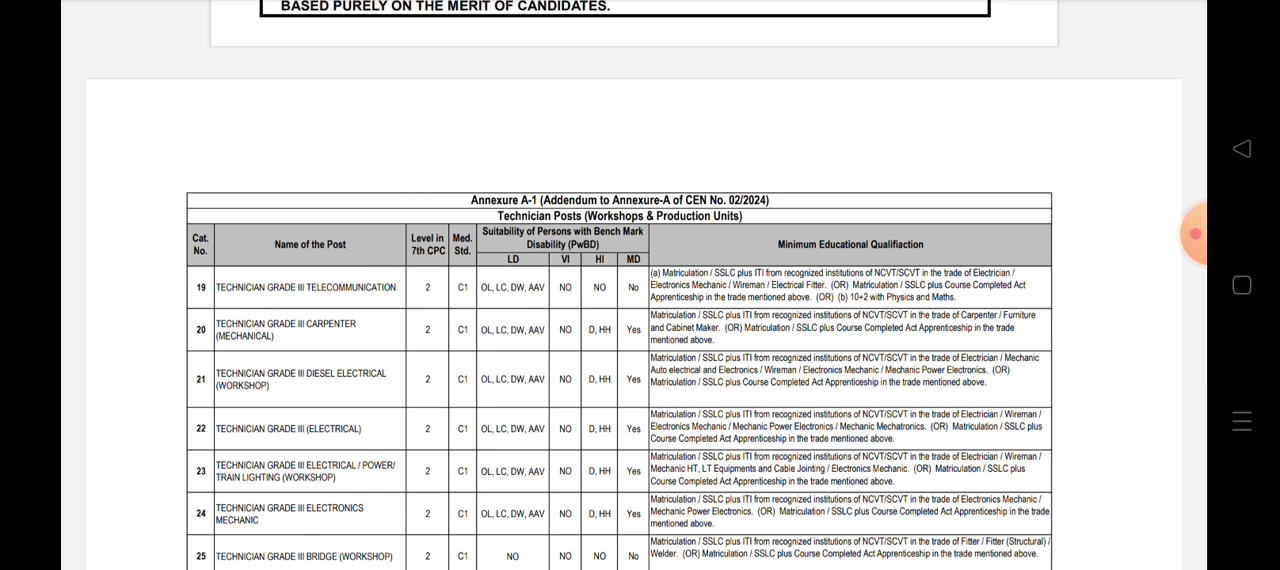 BASED PURELY ON THE MERIT OF CANDIDATES.
Annexure A-1 (Addendum to Annexure-A of CEN No. 02/2024)
Technician Posts (Workshops & Production Units)
Cat. No. Name of the Post Level in 7th CPC Med. Std. Suitability of Persons with Bench Mark Disability (PwBD) Minimum Educational Qualifiaction
LD VI HI MD
19 TECHNICIAN GRADE III TELECOMMUNICATION 2 C1 OL, LC, DW, AAV NO NO No
(a) Matriculation / SSLC plus ITI from recognized institutions of NCVT/SCVT in the trade of Electrician /
Electronics Mechanic / Wireman / Electrical Fitter. (OR) Matriculation / SSLC plus Course Completed Act
Apprenticeship in the trade mentioned above. (OR) (b) 10+2 with Physics and Maths.
20 TECHNICIAN GRADE III CARPENTER
(MECHANICAL) 2 C1 OL, LC, DW, AAV NO D, HH Yes
Matriculation / SSLC plus ITI from recognized institutions of NCVT/SCVT in the trade of Carpenter / Furniture
and Cabinet Maker. (OR) Matriculation / SSLC plus Course Completed Act Apprenticeship in the trade
mentioned above.
21 TECHNICIAN GRADE III DIESEL ELECTRICAL
(WORKSHOP) 2 C1 OL, LC, DW, AAV NO D, HH Yes
Matriculation / SSLC plus ITI from recognized institutions of NCVT/SCVT in the trade of Electrician / Mechanic
Auto electrical and Electronics / Wireman / Electronics Mechanic / Mechanic Power Electronics. (OR)
Matriculation / SSLC plus Course Completed Act Apprenticeship in the trade mentioned above.
22 TECHNICIAN GRADE III (ELECTRICAL) 2 C1 OL, LC, DW, AAV NO D, HH Yes
Matriculation / SSLC plus ITI from recognized institutions of NCVT/SCVT in the trade of Electrician / Wireman /
Electronics Mechanic / Mechanic Power Electronics / Mechanic Mechatronics. (OR) Matriculation / SSLC plus
Course Completed Act Apprenticeship in the trade mentioned above.
23 TECHNICIAN GRADE III ELECTRICAL / POWER/
TRAIN LIGHTING (WORKSHOP) 2 C1 OL, LC, DW, AAV NO D, HH Yes
Matriculation / SSLC plus ITI from recognized institutions of NCVT/SCVT in the trade of Electrician / Wireman /
Mechanic HT, LT Equipments and Cable Jointing / Electronics Mechanic. (OR) Matriculation / SSLC plus
Course Completed Act Apprenticeship in the trade mentioned above.
24 TECHNICIAN GRADE III ELECTRONICS
MECHANIC 2 C1 OL, LC, DW, AAV NO D, HH Yes
Matriculation / SSLC plus ITI from recognized institutions of NCVT/SCVT in the trade of Electronics Mechanic /
Mechanic Power Electronics. (OR) Matriculation / SSLC plus Course Completed Act Apprenticeship in the trade
mentioned above.
25 TECHNICIAN GRADE III BRIDGE (WORKSHOP) 2 C1 NO NO NO No
Matriculation / SSLC plus ITI from recognized institutions of NCVT/SCVT in the trade of Fitter / Fitter (Structural) /
Welder. (OR) Matriculation / SSLC plus Course Completed Act Apprenticeship in the trade mentioned above.